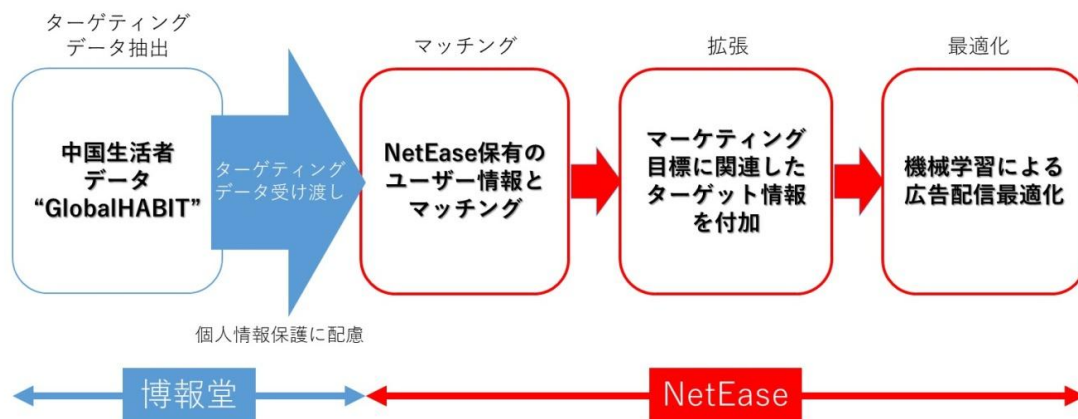 ターゲティング
データ抽出
マッチング
拡張
最適化
中国生活者
データ
“GlobalHABIT”
ターゲティング
データ受け渡し
NetEase保有の
ユーザー情報と
マッチング
マーケティング
目標に関連した
ターゲット情報
を付加
機械学習による
広告配信最適化
個人情報保護に配慮
博報堂
NetEase